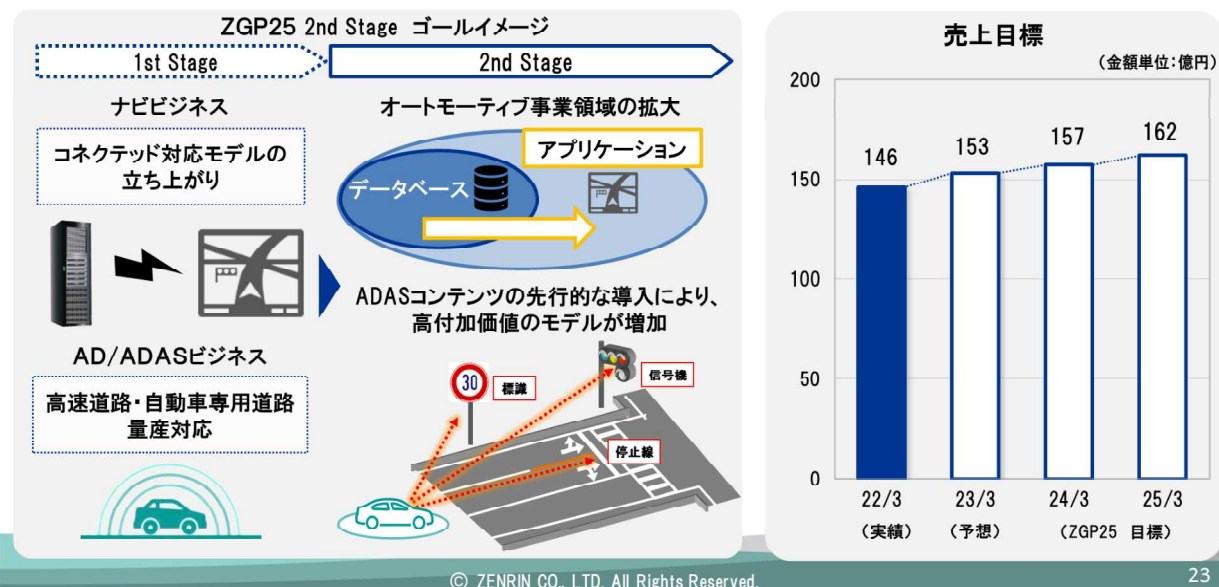 ZGP25 2nd Stage ゴールイメージ
1st Stage
2nd Stage
ナビビジネス
コネクテッド対応モデルの
立ち上がり
AD/ADASビジネス
高速道路・自動車専用道路
量産対応
オートモーティブ事業領域の拡大
アプリケーション
データベース
ADASコンテンツの先行的な導入により、
高付加価値のモデルが増加
30
標識
信号機
停止線
売上目標
(金額単位:億円)
200
150
100
50
0
146
153
157
162
22/3
23/3
24/3
25/3
(実績)
(予想)
(ZGP25 目標)
© ZENRIN CO., LTD. All Rights Reserved.
23